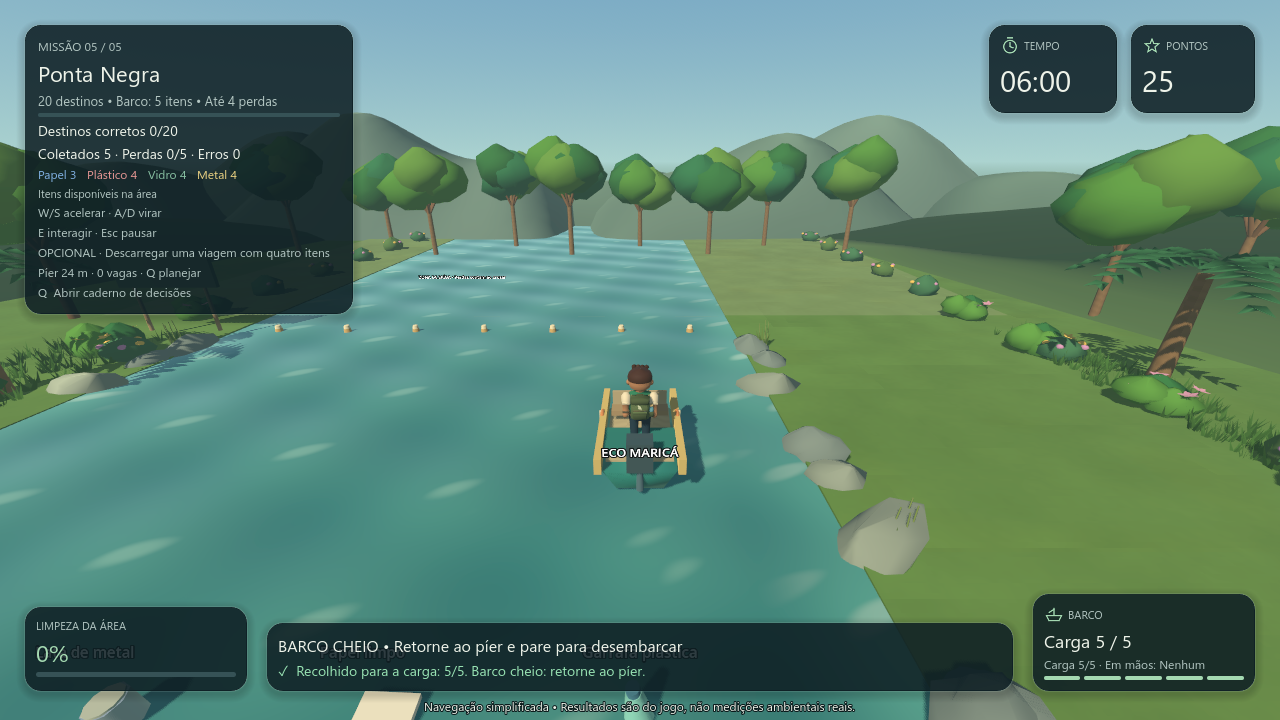 MISSÃO 05 / 05
Ponta Negra
20 destinos • Barco: 5 itens • Até 4 perdas
Destinos corretos 0/20
Coletados 5 · Perdas 0/5 · Erros 0
Papel 3 Plástico 4 Vidro 4 Metal 4
Itens disponíveis na área
W/S acelerar · A/D virar
E interagir · Esc pausar
OPCIONAL · Descarregar uma viagem com quatro itens
Píer 24 m · 0 vagas · Q planejar
Q Abrir caderno de decisões
TEMPO
06:00
PONTOS
25
ECO MARICÁ
LIMPEZA DA ÁREA
0%
de metal
BARCO CHEIO • Retorne ao píer e pare para desembarcar
plástica
✓ Recolhido para a carga: 5/5. Barco cheio: retorne ao píer.
BARCO
Carga 5 / 5
Carga 5/5 · Em mãos: Nenhum
Navegação simplificada • Resultados são do jogo, não medições ambientais reais.